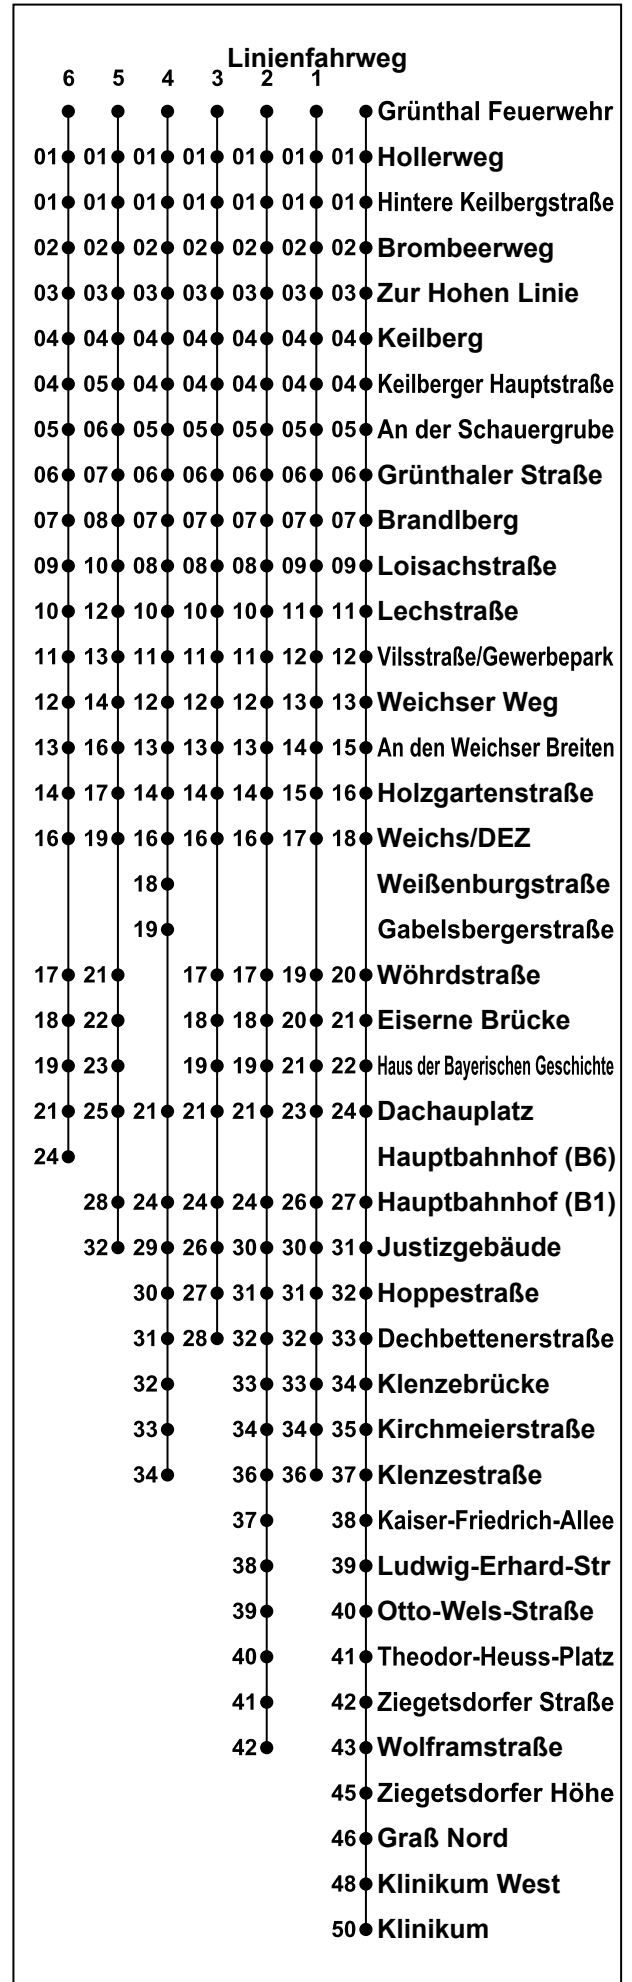 Linienfahrweg
6 5 4 3 2 1
Grünthal Feuerwehr
01 01 01 01 01 01 01 Hollerweg
01 01 01 01 01 01 01 Hintere Keilbergstraße
02 02 02 02 02 02 02 Brombeerweg
03 03 03 03 03 03 03 Zur Hohen Linie
04 04 04 04 04 04 04 Keilberg
04 05 04 04 04 04 04 Keilberger Hauptstraße
05 06 05 05 05 05 05 An der Schauergrube
06 07 06 06 06 06 06 Grünthaler Straße
07 08 07 07 07 07 07 Brandlberg
09 10 08 08 08 09 09 Loisachstraße
10 12 10 10 10 11 11 Lechstraße
11 13 11 11 11 12 12 Vilsstraße/Gewerbepark
12 14 12 12 12 13 13 Weichser Weg
13 16 13 13 13 14 15 An den Weichser Breiten
14 17 14 14 14 15 16 Holzgartenstraße
16 19 16 16 16 17 18 Weichs/DEZ
18 Weißenburgstraße
19 Gabelsbergerstraße
17 21 17 17 19 20 Wöhrdstraße
18 22 18 18 20 21 Eiserne Brücke
19 23 19 19 21 22 Haus der Bayerischen Geschichte
21 25 21 21 21 23 24 Dachauplatz
24 Hauptbahnhof (B6)
28 24 24 24 26 27 Hauptbahnhof (B1)
32 29 26 30 30 31 Justizgebäude
30 27 31 31 32 Hoppestraße
31 28 32 32 33 Dechbettenerstraße
32 33 33 34 Klenzebrücke
33 34 34 35 Kirchmeierstraße
34 36 36 37 Klenzestraße
37 38 Kaiser-Friedrich-Allee
38 39 Ludwig-Erhard-Str
39 40 Otto-Wels-Straße
40 41 Theodor-Heuss-Platz
41 42 Ziegetsdorfer Straße
42 43 Wolframstraße
45 Ziegetsdorfer Höhe
46 Graß Nord
48 Klinikum West
50 Klinikum